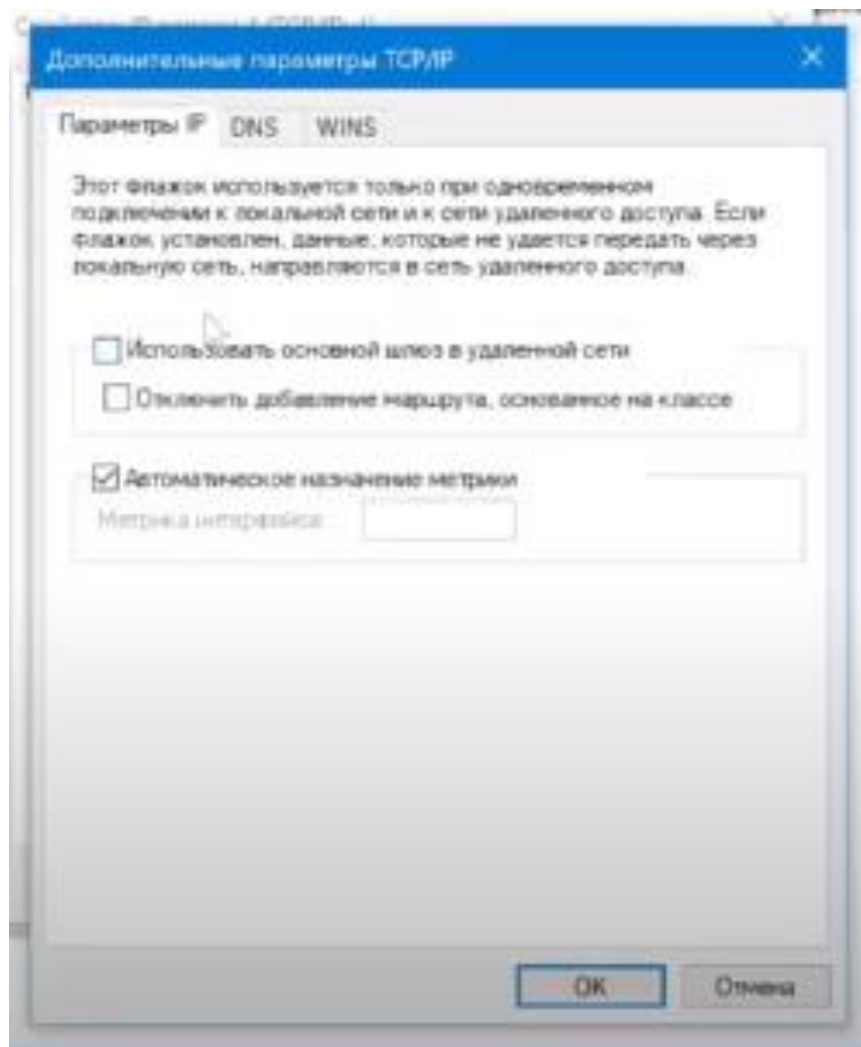 Дополнительные параметры TCP/IP
Параметры IP DNS WINS
Этот флажок используется только при одновременном
подключении к локальной сети и к сети удаленного доступа. Если
флажок установлен, данные, которые не удается передать через
локальную сеть, направляются в сеть удаленного доступа.
Использовать основной шлюз в удаленной сети
Отключить добавление маршрута, основанное на классе
Автоматическое назначение метрики
Метрика интерфейса:
OK Отмена